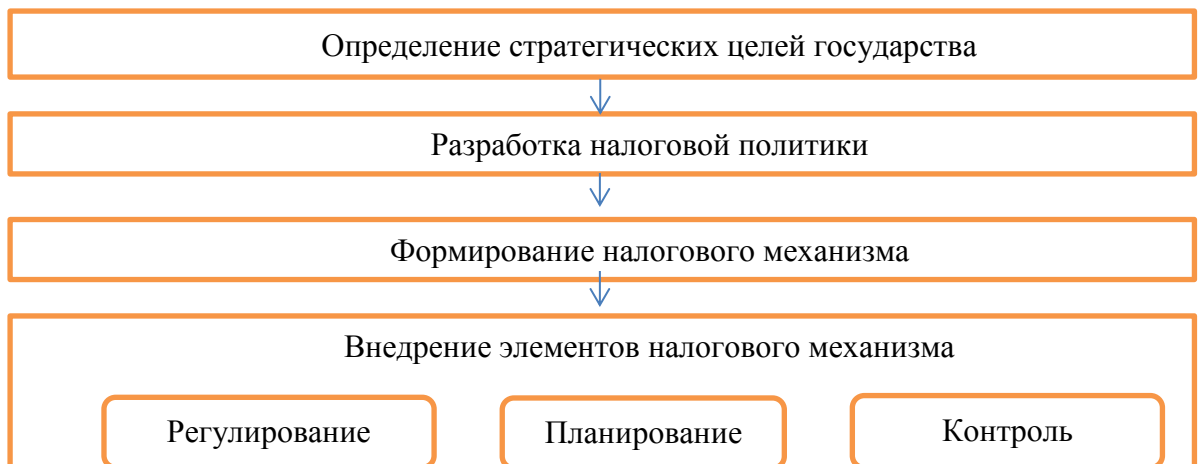 Определение стратегических целей государства
Разработка налоговой политики
Формирование налогового механизма
Внедрение элементов налогового механизма
Регулирование
Планирование
Контроль